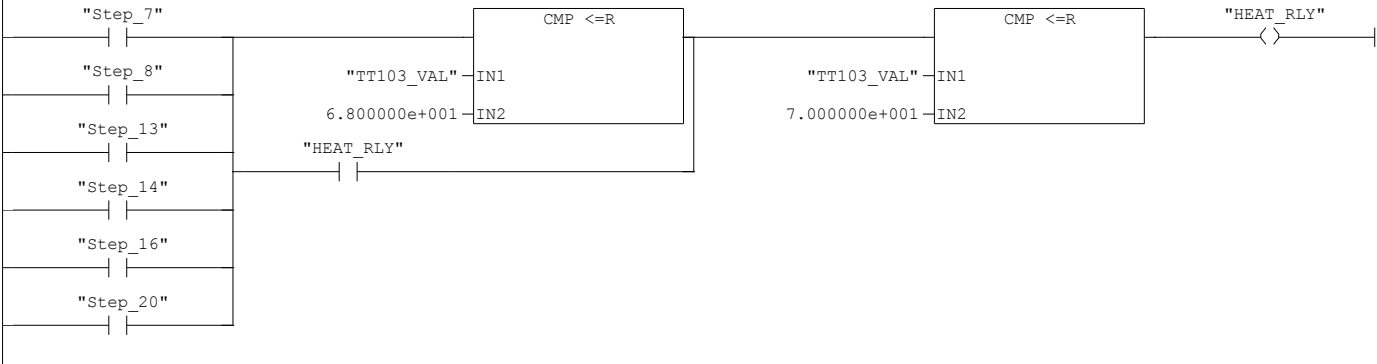 "Step_7"
CMP <=R
CMP <=R
"HEAT_RLY"
"Step_8"
"TT103_VAL"
IN1
"TT103_VAL"
IN1
6.800000e+001
IN2
7.000000e+001
IN2
"Step_13"
"HEAT_RLY"
"Step_14"
"Step_16"
"Step_20"